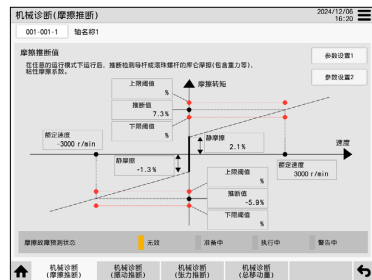 机械诊断(摩擦推断)
2024/12/06
16:20
001-001-1 轴名称1
摩擦推断值
在任意的运行模式下运行后，推断检测导杆或滚珠螺杆的库仑摩擦(包含重力等)、
粘性摩擦系数。
参数设置1
参数设置2
上限阈值
%
推断值
7.3%
下限阈值
%
摩擦转矩
额定速度
-3000 r/min
静摩擦
2.1%
速度
静摩擦
-1.3%
额定速度
3000 r/min
上限阈值
%
推断值
-5.9%
下限阈值
%
摩擦故障预测状态
无效
准备中
执行中
警告中
机械诊断
(摩擦推断)
机械诊断
(振动推断)
机械诊断
(张力推断)
机械诊断
(总移动量)